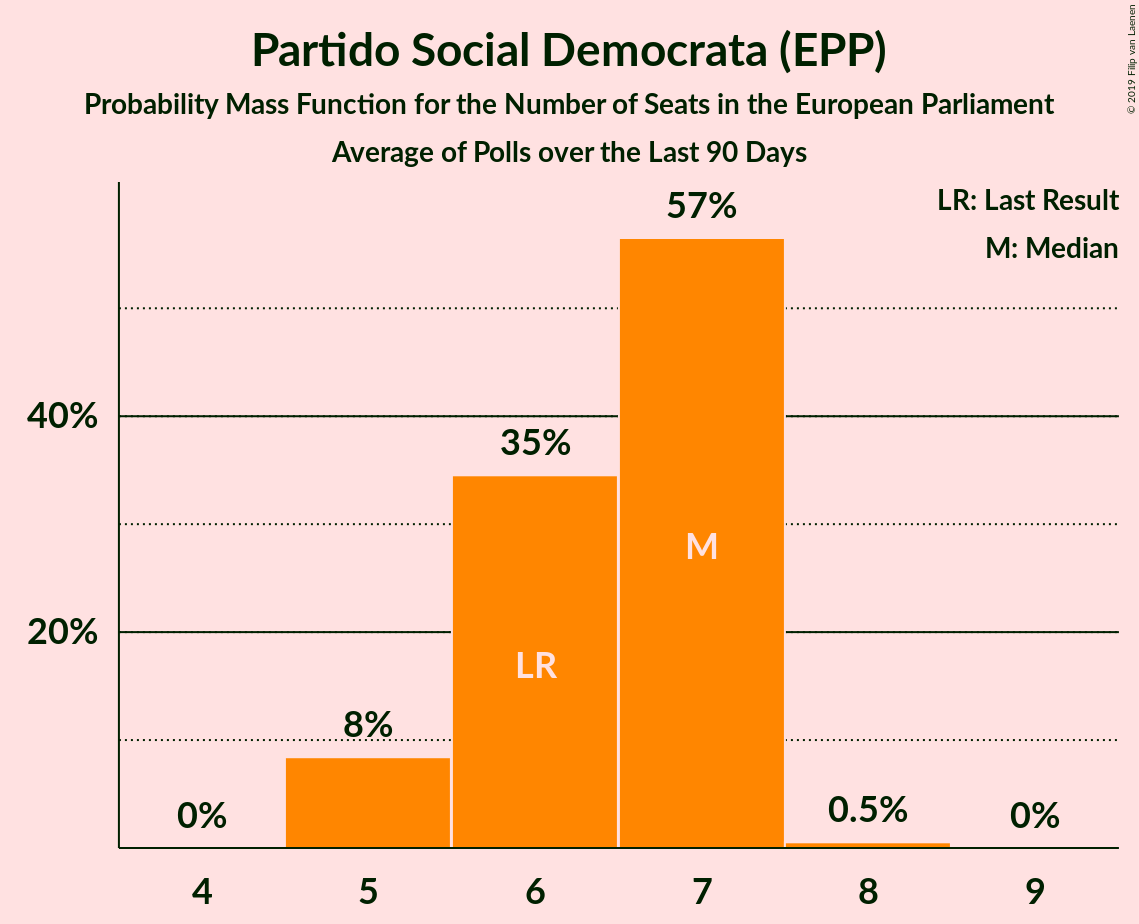 Partido Social Democrata (EPP)
Probability Mass Function for the Number of Seats in the European Parliament
Average of Polls over the Last 90 Days
© 2019 Filip van Laenen
LR: Last Result
M: Median
57%
40%
35%
M
20%
LR
8%
0%
0.5%
0%
4 5 6 7 8 9